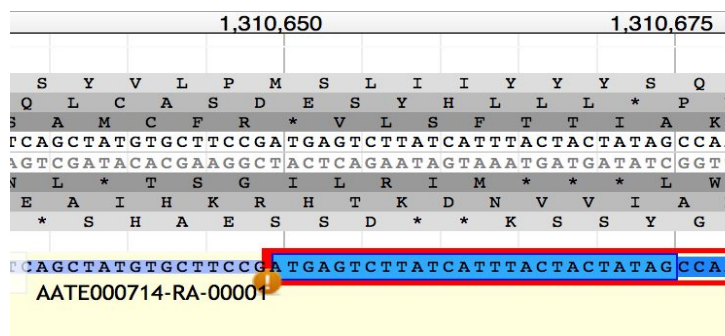 1,310,650 1,310,675
S Y V L P M S L I I Y Y Y S Q
Q L C A S D E S Y H L L L * P
S A M C F R * V L S F T T I A K
TCAGCTATGTGCTTCCGATGAGTCTTATCATTTACTACTATAGCCA
AGTCGATACACGAAGGCTACTCAGAATAGTAAATGATGATATCGGT
N L * T S G I L R I M * * * L W
E A I H K R H T K D N V V I A
* S H A E S S D * * K S S Y G
TCAGCTATGTGCTTCCGATGAGTCTTATCATTTACTACTATAGCCA
AATE000714-RA-00001